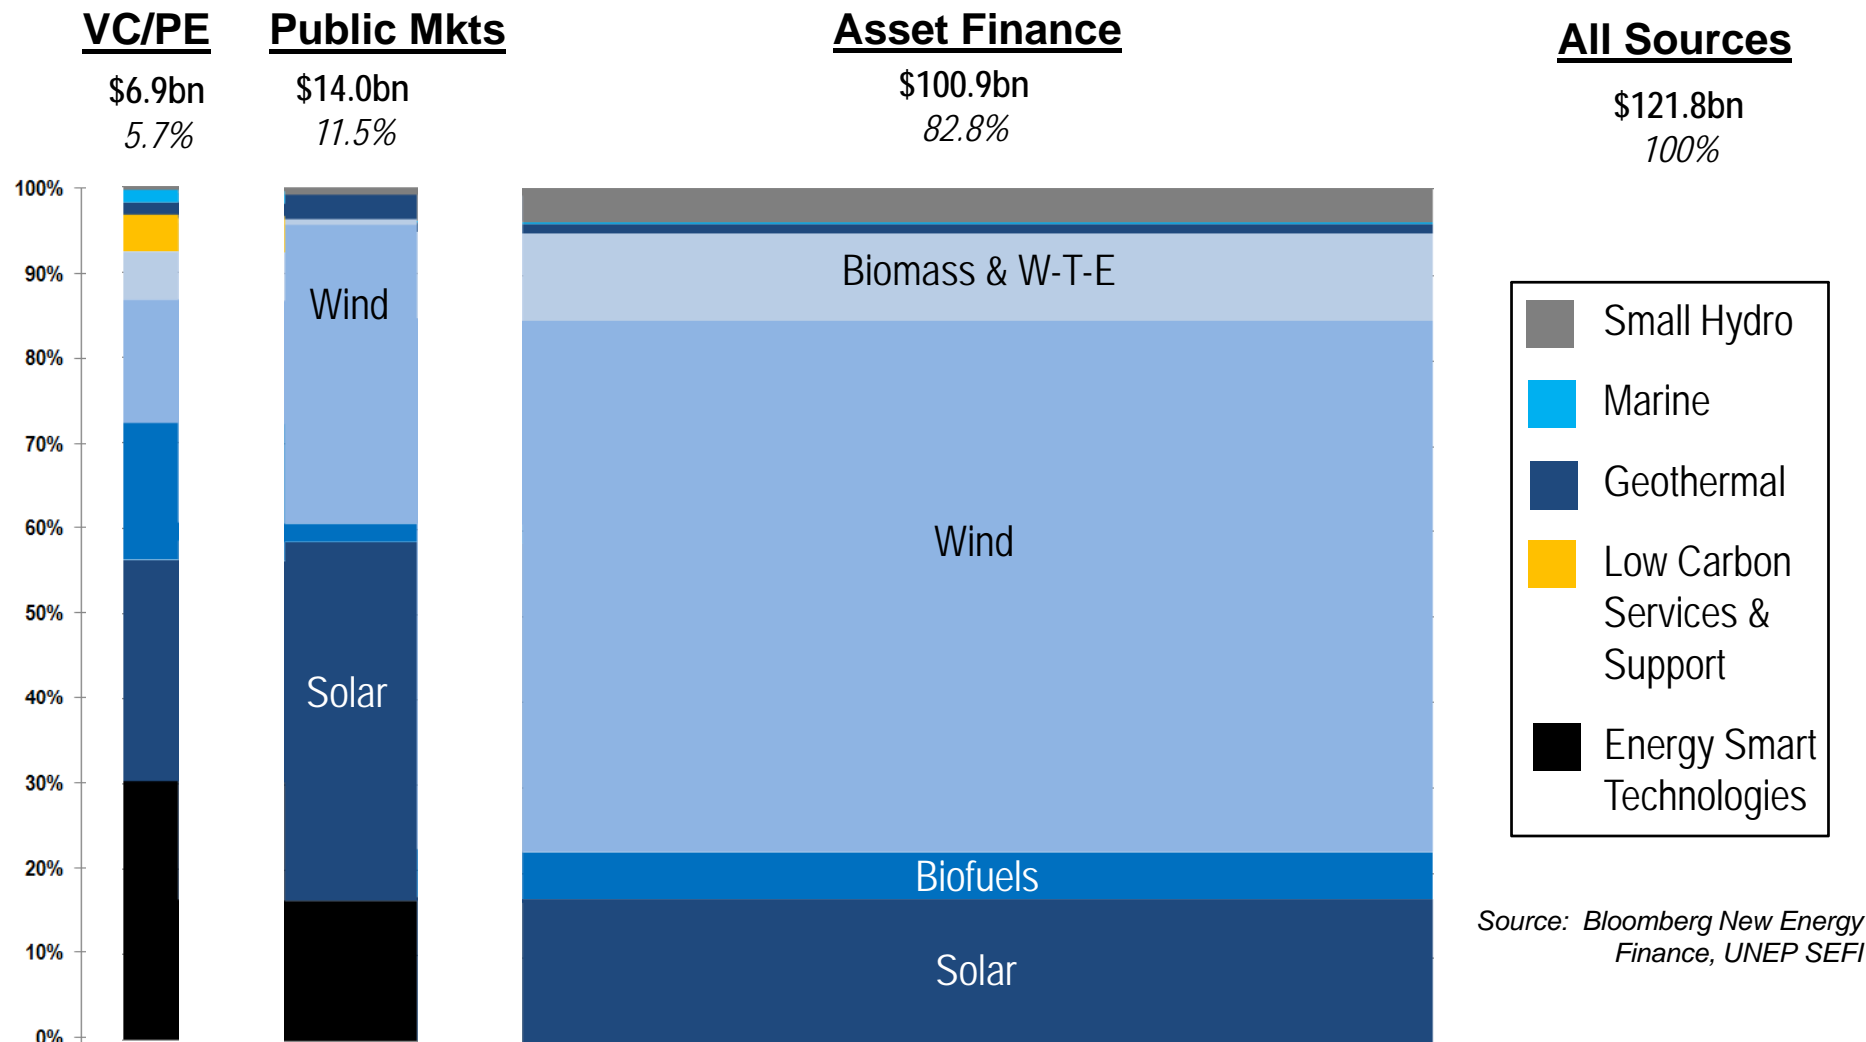 VC/PE
$6.9bn
5.7%
Public Mkts
$14.0bn
11.5%
Asset Finance
$100.9bn
82.8%
All Sources
$121.8bn
100%
100%
90%
80%
70%
60%
50%
40%
30%
20%
10%
0%
Wind
Solar
Biomass & W-T-E
Wind
Biofuels
Solar
Small Hydro
Marine
Geothermal
Low Carbon
Services &
Support
Energy Smart
Technologies
Source: Bloomberg New Energy
Finance, UNEP SEFI